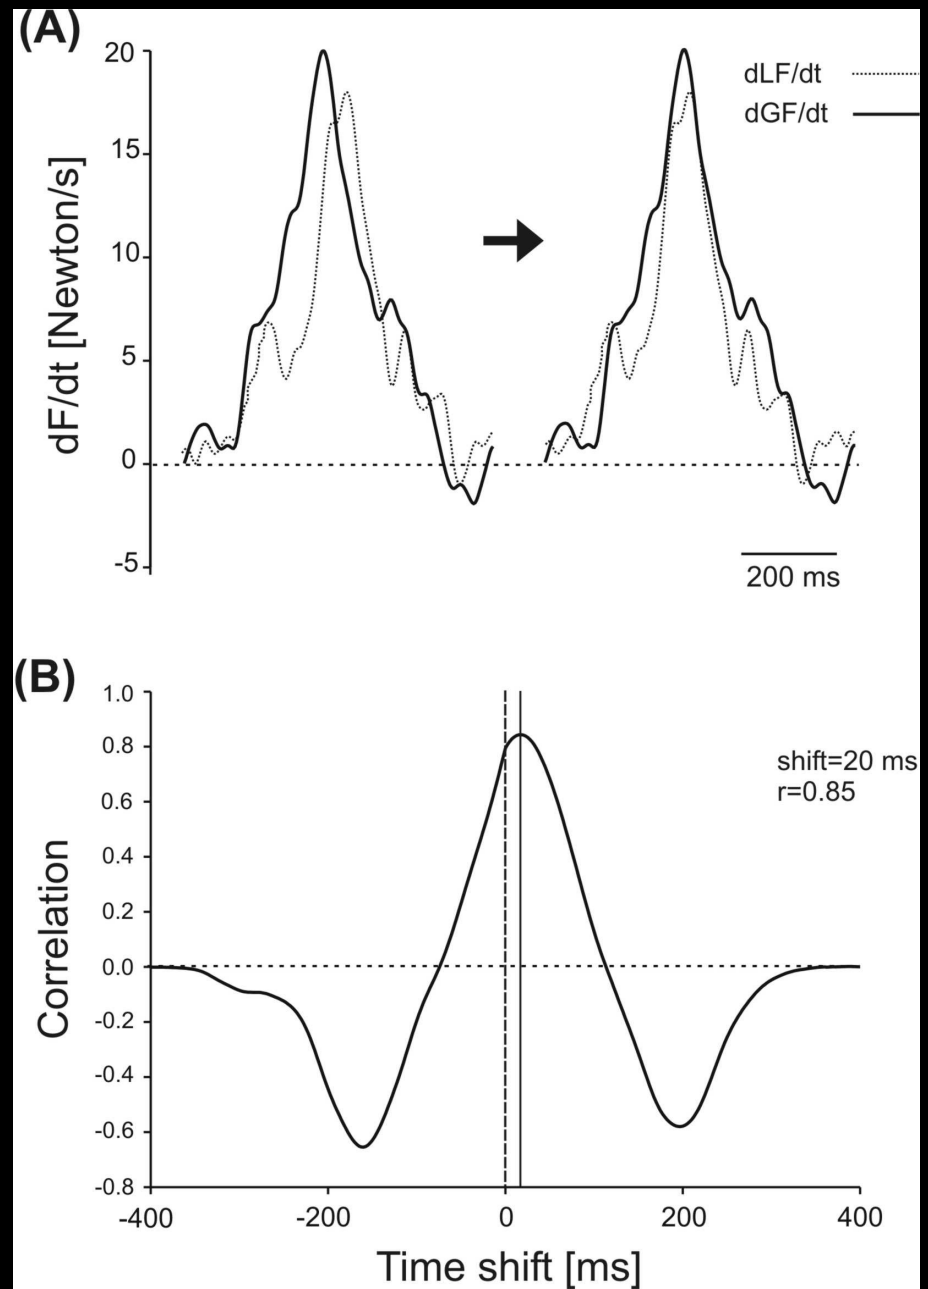 (A)
20
15
10
5
0
-5
dF/dt [Newton/s]
dLF/dt
dGF/dt
200 ms
(B)
1.0
0.8
0.6
0.4
0.2
0.0
-0.2
-0.4
-0.6
-0.8
Correlation
shift=20 ms
r=0.85
-400 -200 0 200 400
Time shift [ms]